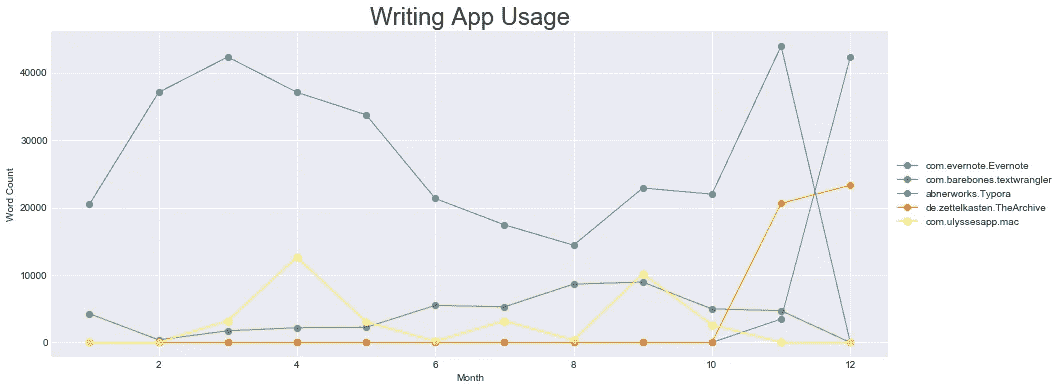 Writing App Usage
40000
30000
20000
10000
0
Word Count
2 4 6 8 10 12
Month
com.evernote.Evernote
com.barebones.textwrangler
abnerworks.Typora
de.zettelkasten.TheArchive
com.ulyssesapp.mac